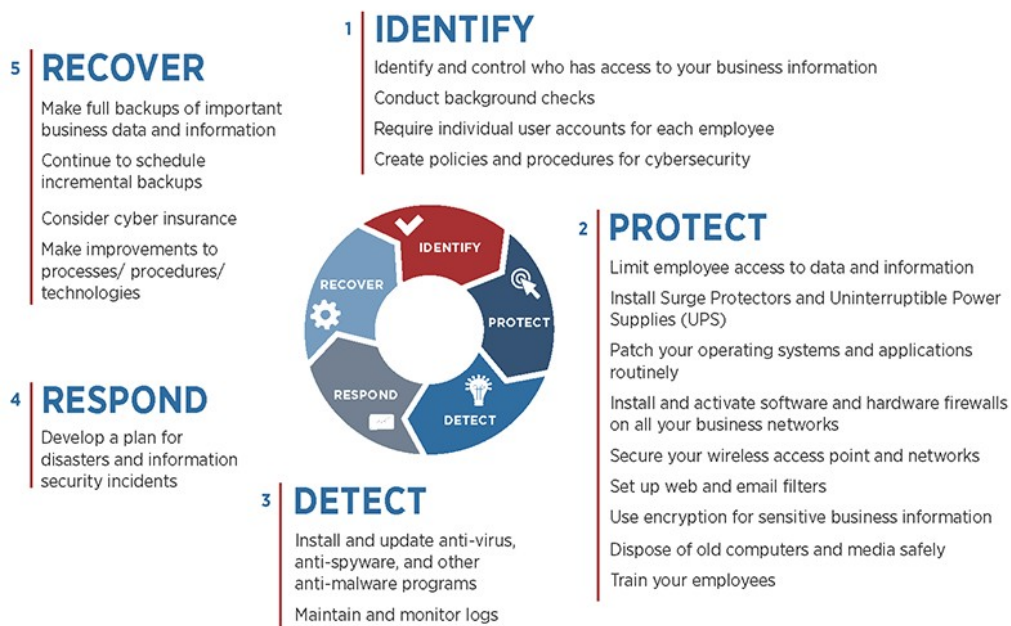 1 IDENTIFY
Identify and control who has access to your business information
Conduct background checks
Require individual user accounts for each employee
Create policies and procedures for cybersecurity
2 PROTECT
Limit employee access to data and information
Install Surge Protectors and Uninterruptible Power
Supplies (UPS)
Patch your operating systems and applications
routinely
Install and activate software and hardware firewalls
on all your business networks
Secure your wireless access point and networks
Set up web and email filters
Use encryption for sensitive business information
Dispose of old computers and media safely
Train your employees
3 DETECT
Install and update anti-virus,
anti-spyware, and other
anti-malware programs
Maintain and monitor logs
4 RESPOND
Develop a plan for
disasters and information
security incidents
5 RECOVER
Make full backups of important
business data and information
Continue to schedule
incremental backups
Consider cyber insurance
Make improvements to
processes/ procedures/
technologies
IDENTIFY
PROTECT
DETECT
RESPOND
RECOVER